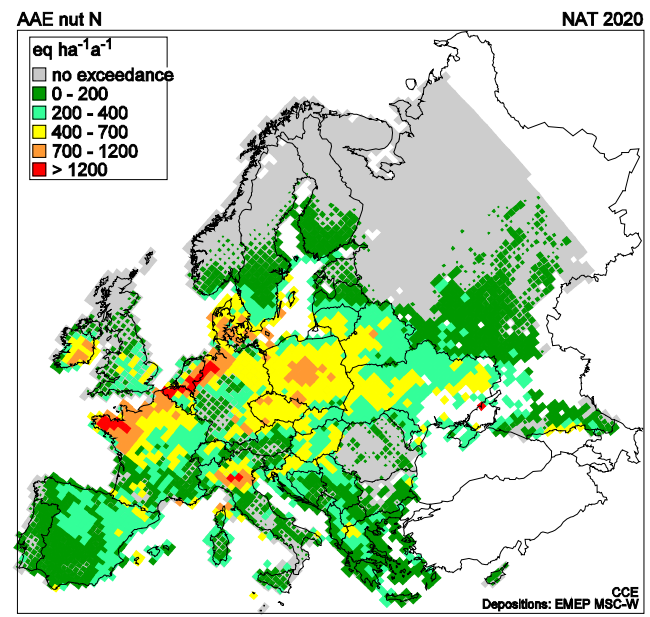 AAE nut N
NAT 2020
eq ha⁻¹a⁻¹
no exceedance
0 - 200
200 - 400
400 - 700
700 - 1200
> 1200
CCE
Depositions: EMEP MSC-W